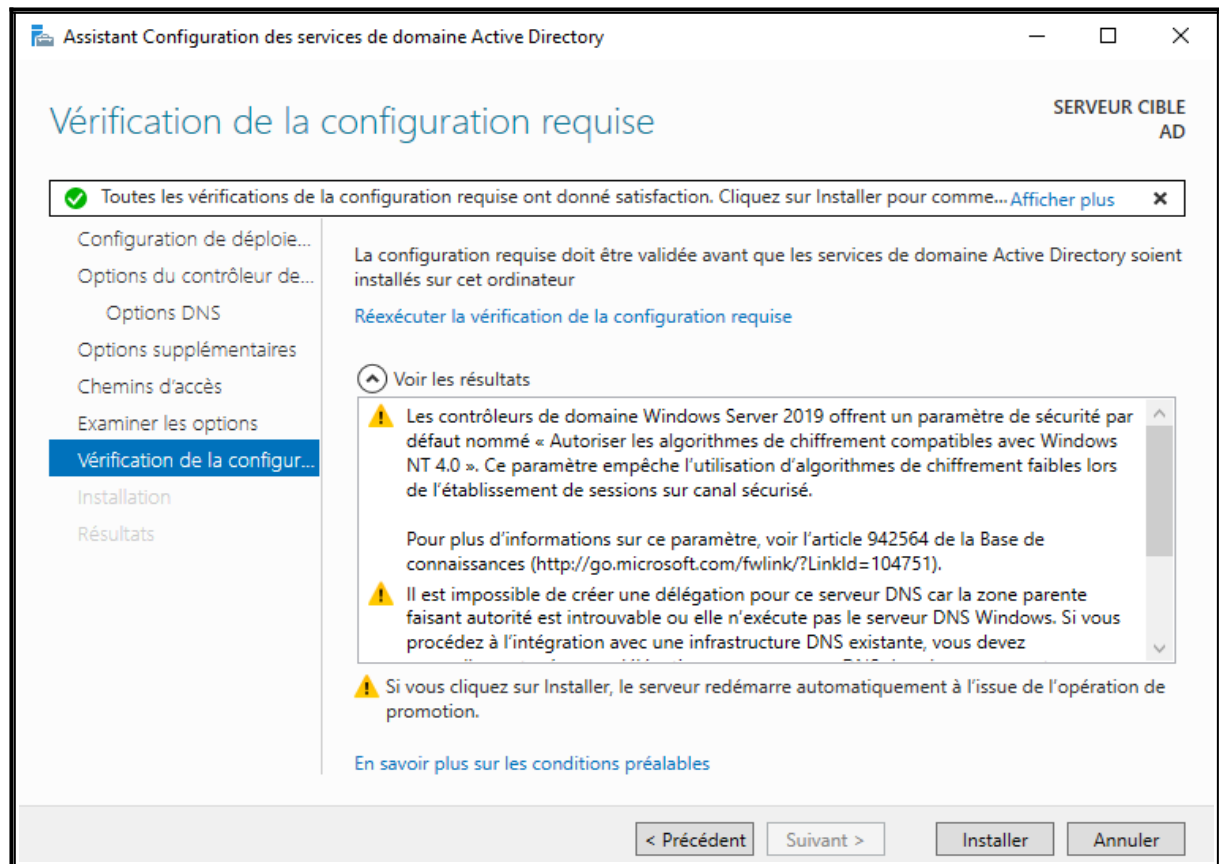 Assistant Configuration des services de domaine Active Directory
Vérification de la configuration requise
SERVEUR CIBLE
AD
Toutes les vérifications de la configuration requise ont donné satisfaction. Cliquez sur Installer pour comme... Afficher plus
Configuration de déploie...
Options du contrôleur de...
Options DNS
Options supplémentaires
Chemins d'accès
Examiner les options
Vérification de la configur...
Installation
Résultats
La configuration requise doit être validée avant que les services de domaine Active Directory soient
installés sur cet ordinateur
Réexécuter la vérification de la configuration requise
Voir les résultats
Les contrôleurs de domaine Windows Server 2019 offrent un paramètre de sécurité par
défaut nommé « Autoriser les algorithmes de chiffrement compatibles avec Windows
NT 4.0 ». Ce paramètre empêche l'utilisation d'algorithmes de chiffrement faibles lors
de l'établissement de sessions sur canal sécurisé.
Pour plus d'informations sur ce paramètre, voir l'article 942564 de la Base de
connaissances (http://go.microsoft.com/fwlink/?LinkId=104751).
Il est impossible de créer une délégation pour ce serveur DNS car la zone parente
faisant autorité est introuvable ou elle n'exécute pas le serveur DNS Windows. Si vous
procédez à l'intégration avec une infrastructure DNS existante, vous devez
Si vous cliquez sur Installer, le serveur redémarre automatiquement à l'issue de l'opération de
promotion.
En savoir plus sur les conditions préalables
< Précédent
Suivant >
Installer
Annuler